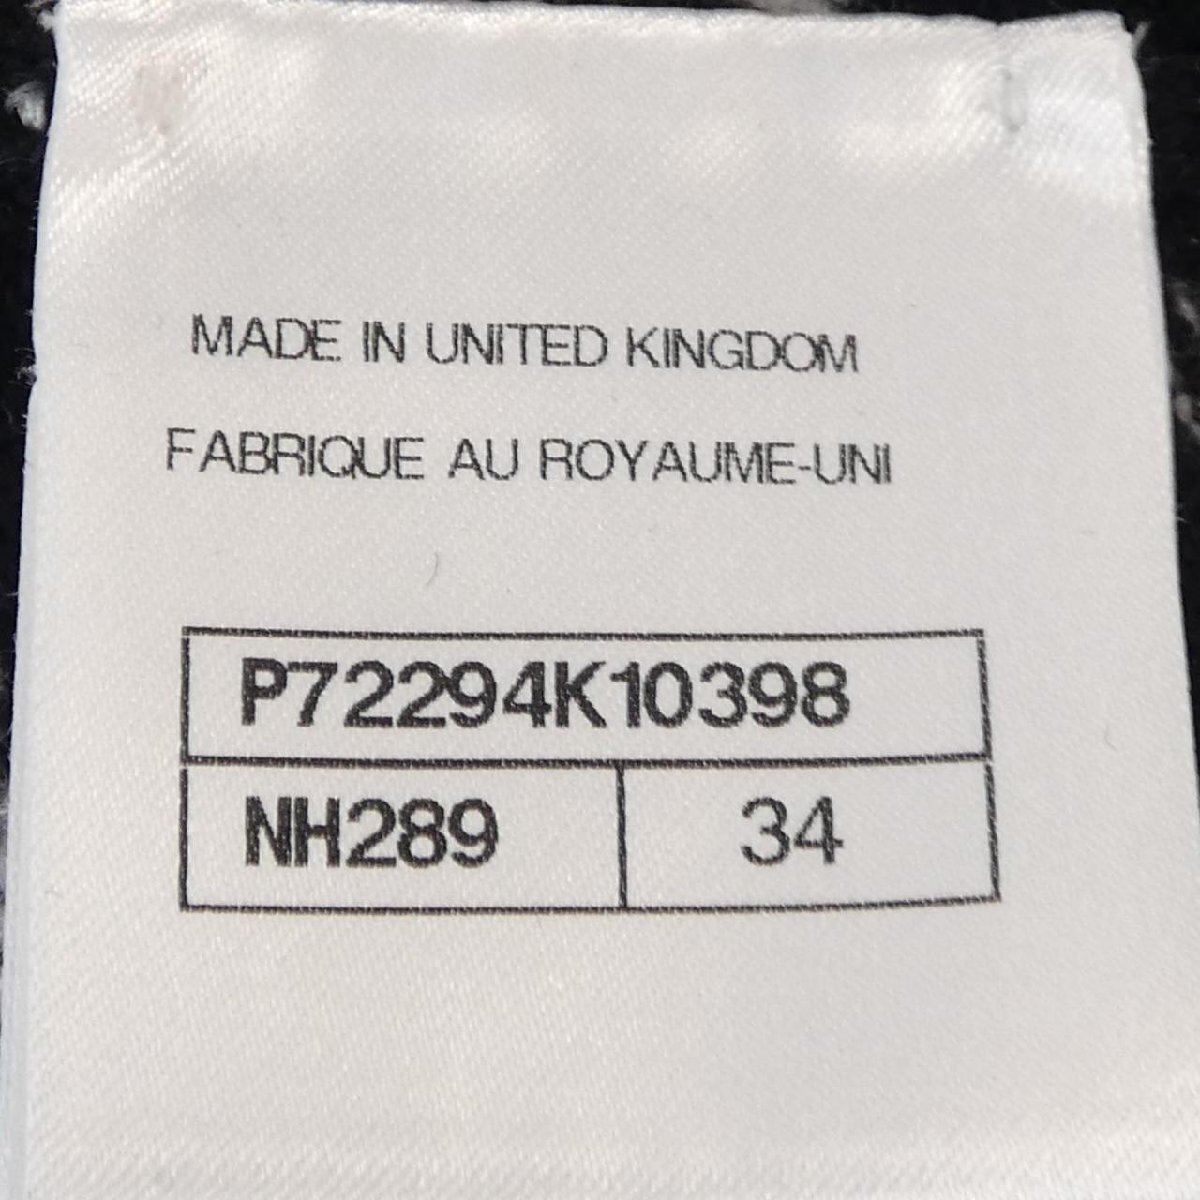 MADE IN UNITED KINGDOM
FABRIQUE AU ROYAUME-UNI
P72294K10398
NH289 34